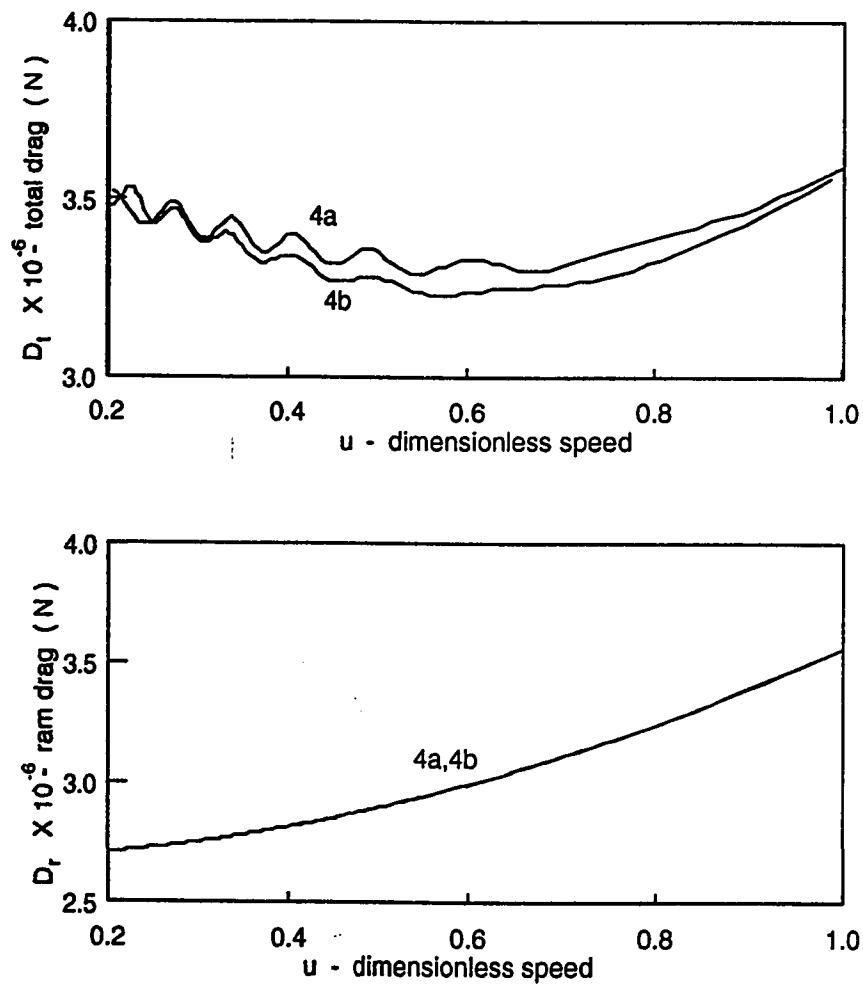 4.0
3.5
3.0
Dt X 10-6 total drag ( N )
4a
4b
0.2 0.4 0.6 0.8 1.0
u - dimensionless speed
4.0
3.5
3.0
2.5
Dr X 10-6 ram drag ( N )
4a,4b
0.2 0.4 0.6 0.8 1.0
u - dimensionless speed